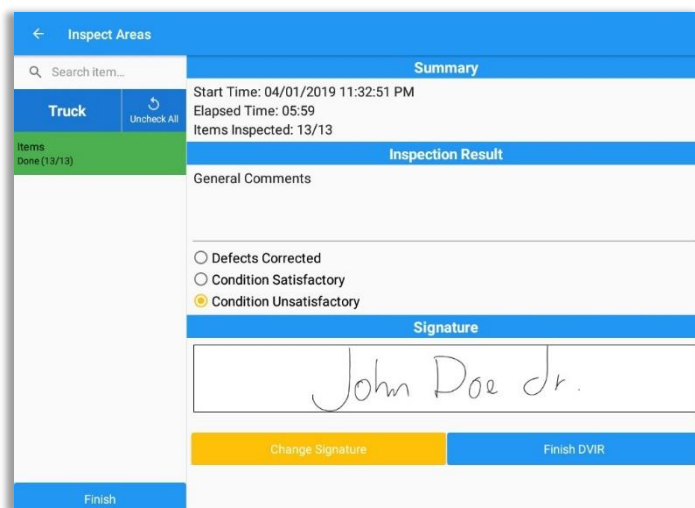 Inspect Areas
Search item...
Truck
Uncheck All
Items
Done (13/13)
Finish
Summary
Start Time: 04/01/2019 11:32:51 PM
Elapsed Time: 05:59
Items Inspected: 13/13
Inspection Result
General Comments
Defects Corrected
Condition Satisfactory
Condition Unsatisfactory
Signature
John Doe Jr.
Change Signature
Finish DVIR